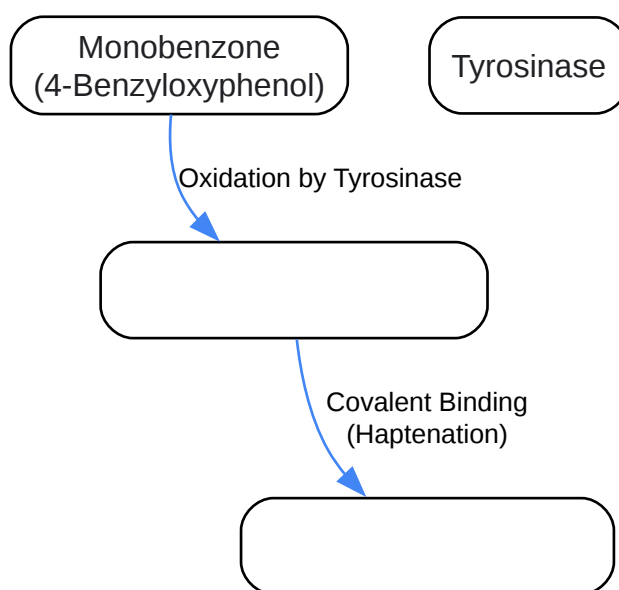 Monobenzone
(4-Benzyloxyphenol)
Tyrosinase
Oxidation by Tyrosinase
Covalent Binding
(Haptenation)